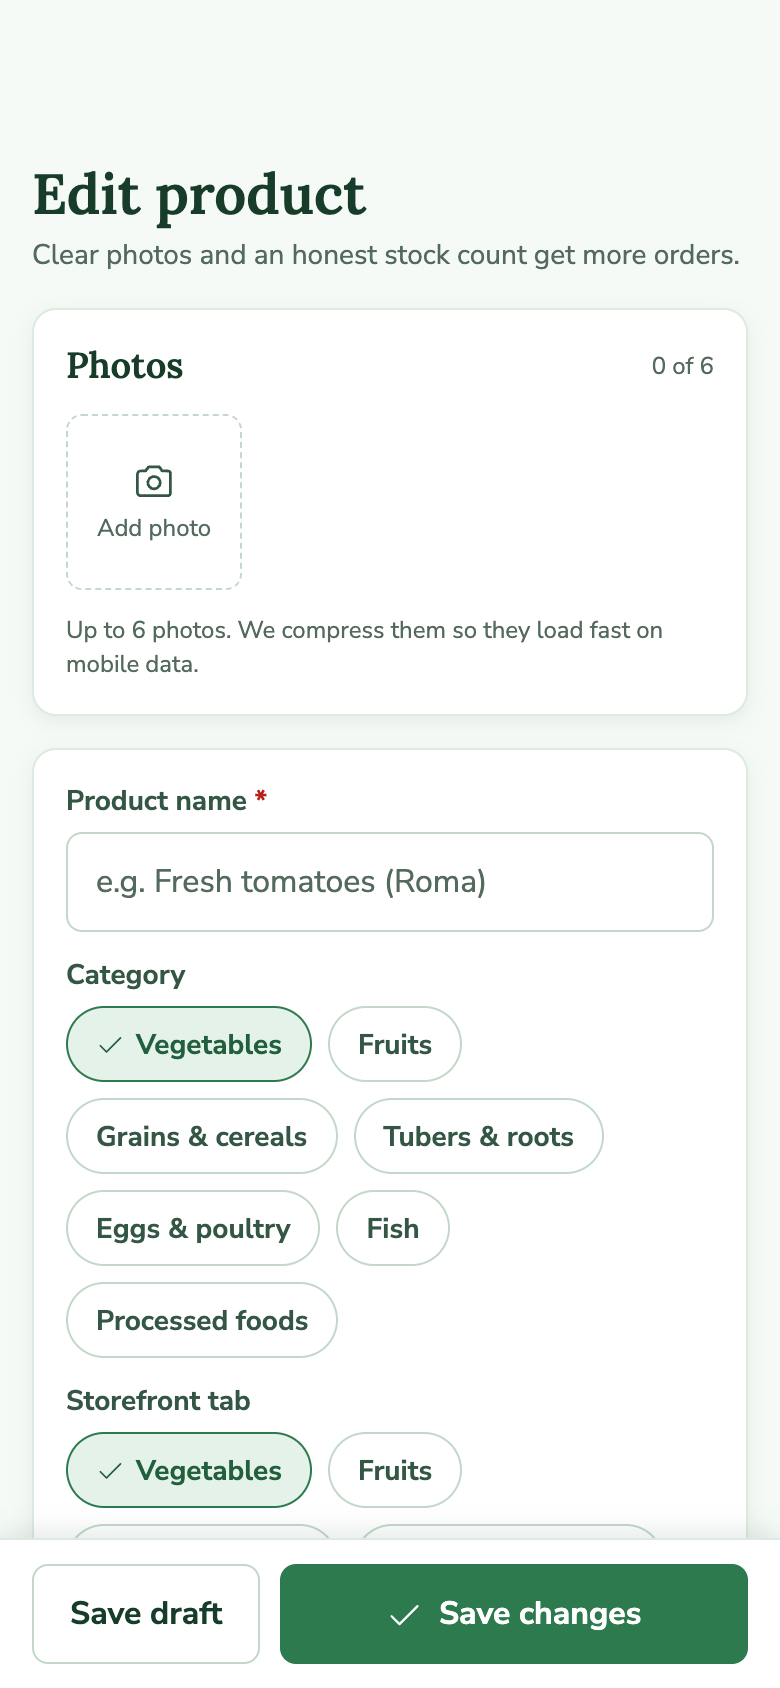 Edit product
Clear photos and an honest stock count get more orders.
Photos
0 of 6
Add photo
Up to 6 photos. We compress them so they load fast on
mobile data.
Product name *
e.g. Fresh tomatoes (Roma)
Category
Vegetables
Fruits
Grains & cereals
Tubers & roots
Eggs & poultry
Fish
Processed foods
Storefront tab
Vegetables
Fruits
Save draft
Save changes